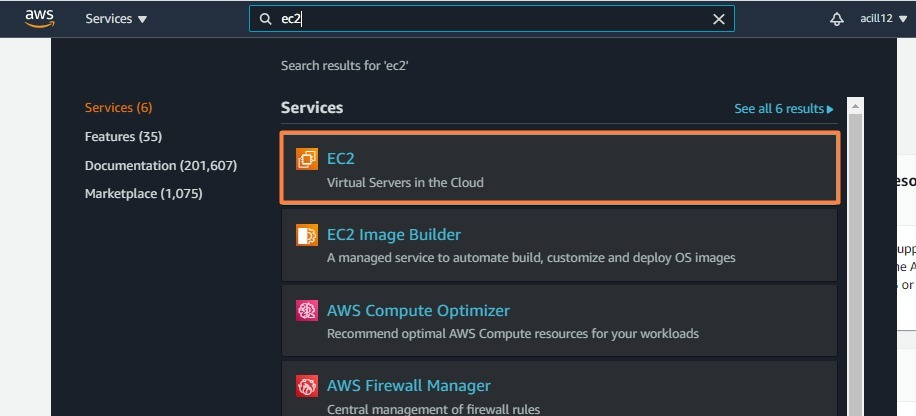 aws
Services
ec2
acill12
Search results for 'ec2'
Services (6)
Features (35)
Documentation (201,607)
Marketplace (1,075)
Services
See all 6 results
EC2
Virtual Servers in the Cloud
EC2 Image Builder
A managed service to automate build, customize and deploy OS images
AWS Compute Optimizer
Recommend optimal AWS Compute resources for your workloads
AWS Firewall Manager
Central management of firewall rules